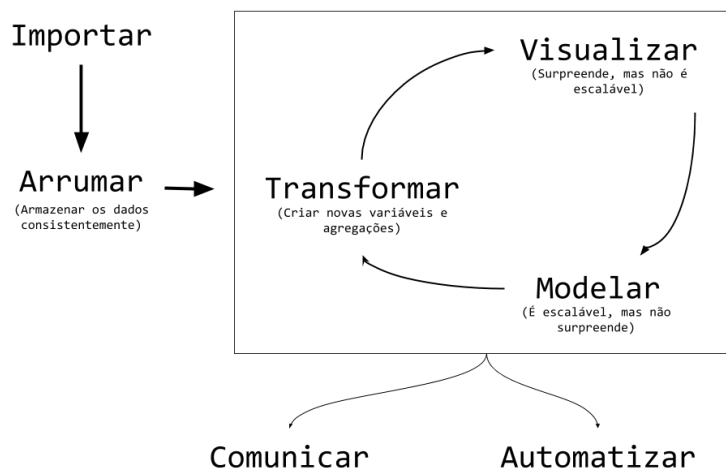 Importar
Arrumar
(Armazenar os dados
consistentemente)
Transformar
(Criar novas variáveis e
agregações)
Visualizar
(Surpreende, mas não é
escalável)
Modelar
(É escalável, mas não
surpreende)
Comunicar
Automatizar